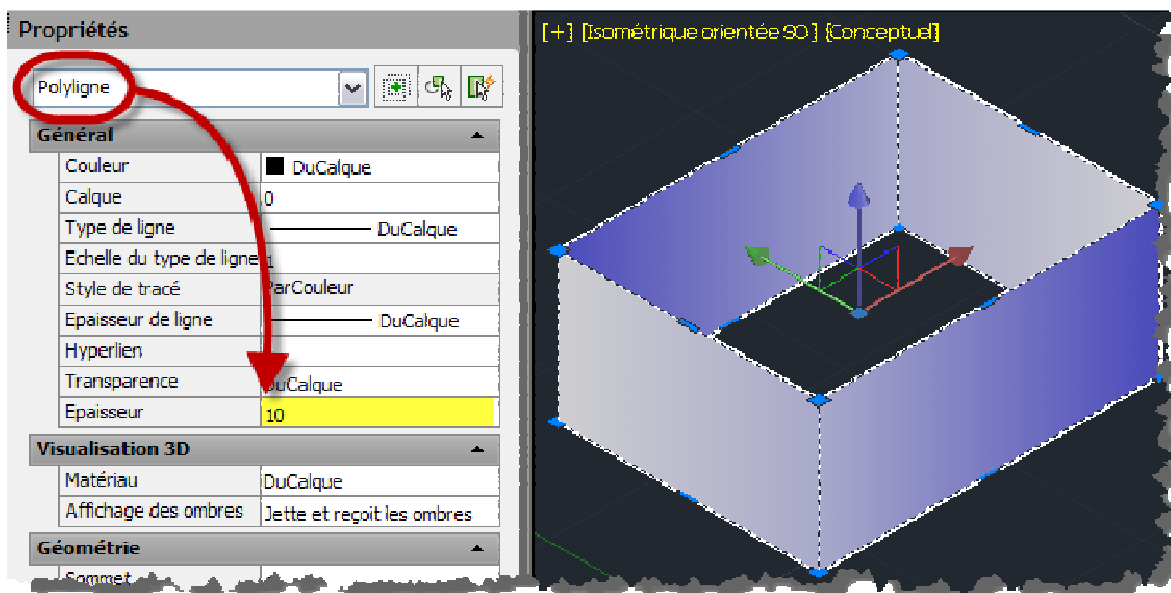 Propriétés
Polyligne
Général
Couleur DuCalque
Calque 0
Type de ligne DuCalque
Echelle du type de ligne 1
Style de tracé ParCouleur
Epaisseur de ligne DuCalque
Hyperlien
Transparence DuCalque
Epaisseur 10
Visualisation 3D
Matériau DuCalque
Affichage des ombres Jette et reçoit les ombres
Géométrie
Sommet
[+] [Isométrique orientée SO ] [Conceptuel]